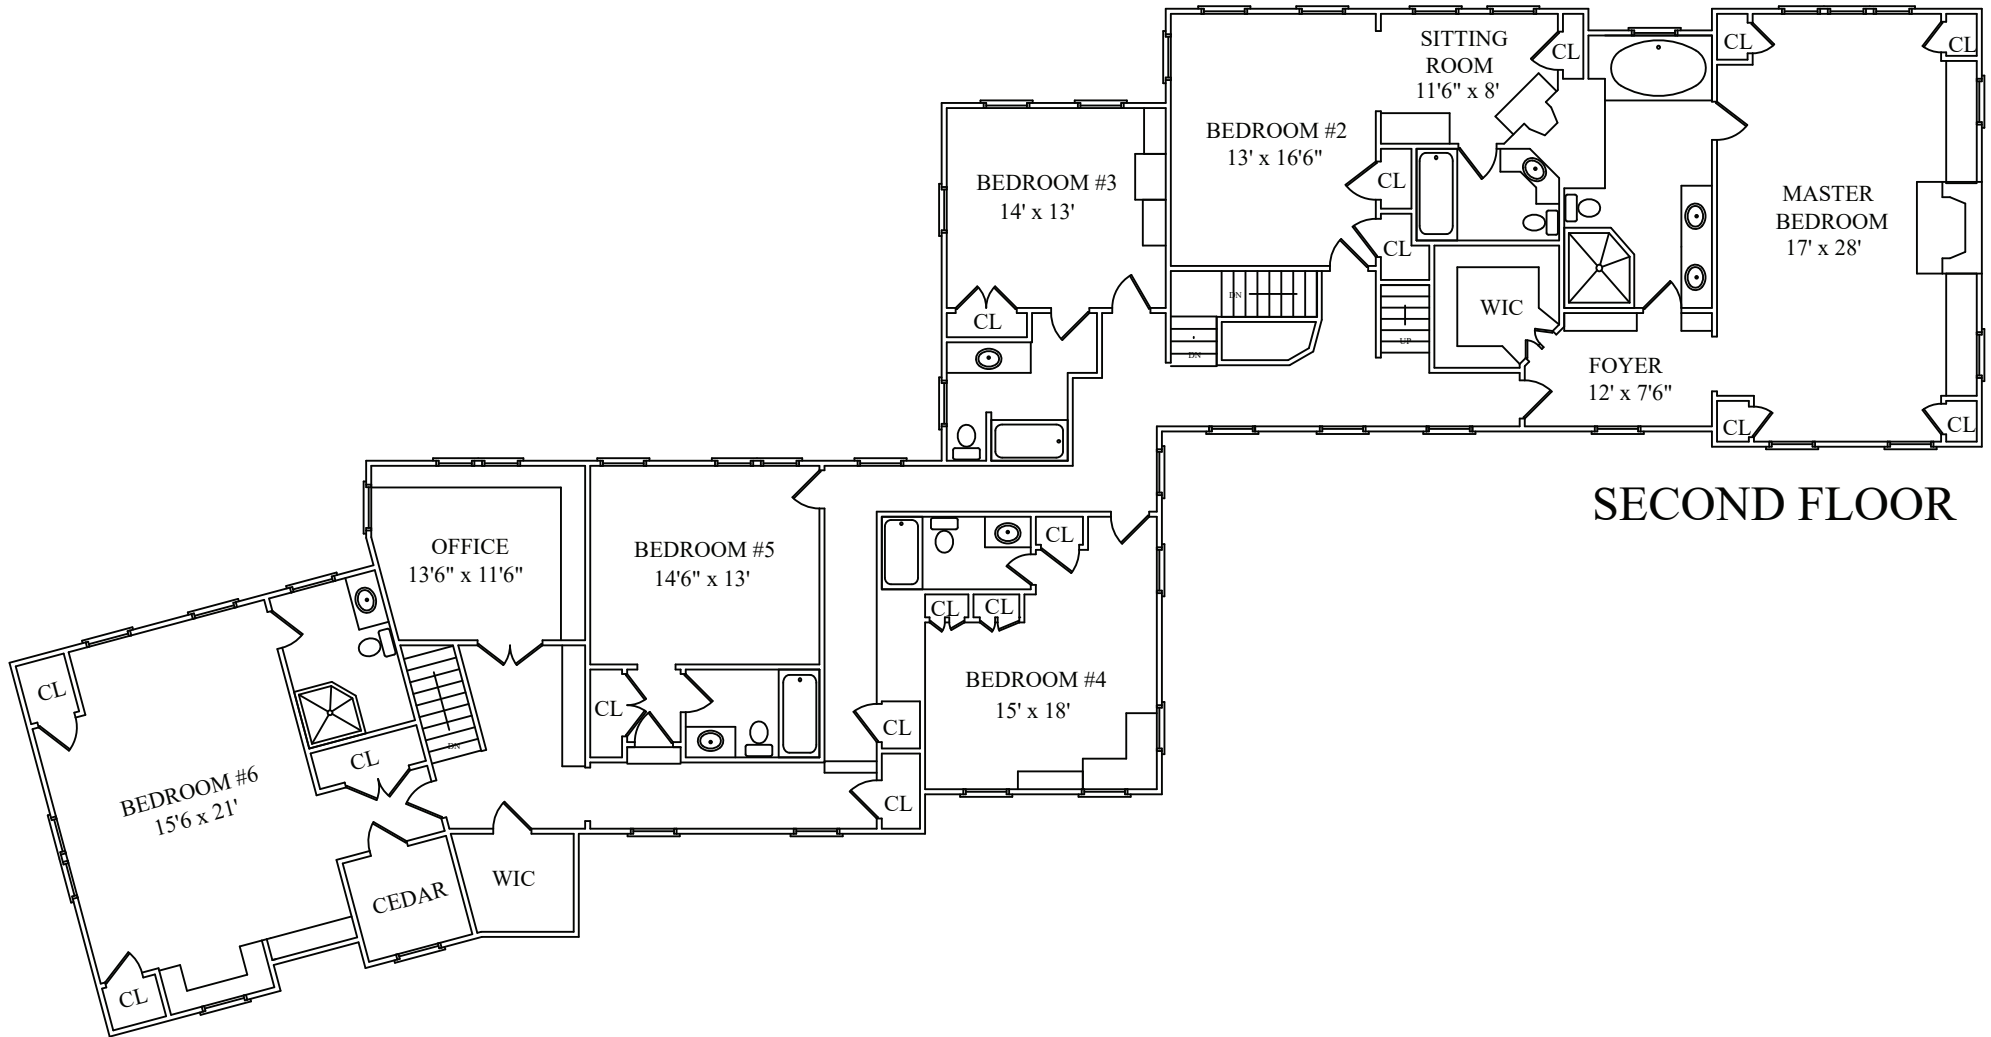 CL
CL
SITTING
ROOM
11'6" x 8'
CL
BEDROOM #2
13' x 16'6"
BEDROOM #3
14' x 13'
CL
CL
MASTER
BEDROOM
17' x 28'
DN
WIC
CL
UP
DN
FOYER
12' x 7'6"
CL
CL
SECOND FLOOR
OFFICE
13'6" x 11'6"
BEDROOM #5
14'6" x 13'
CL
CL
CL
BEDROOM #4
15' x 18'
CL
CL
CL
DN
CL
BEDROOM #6
15'6 x 21'
CL
WIC
CEDAR
CL